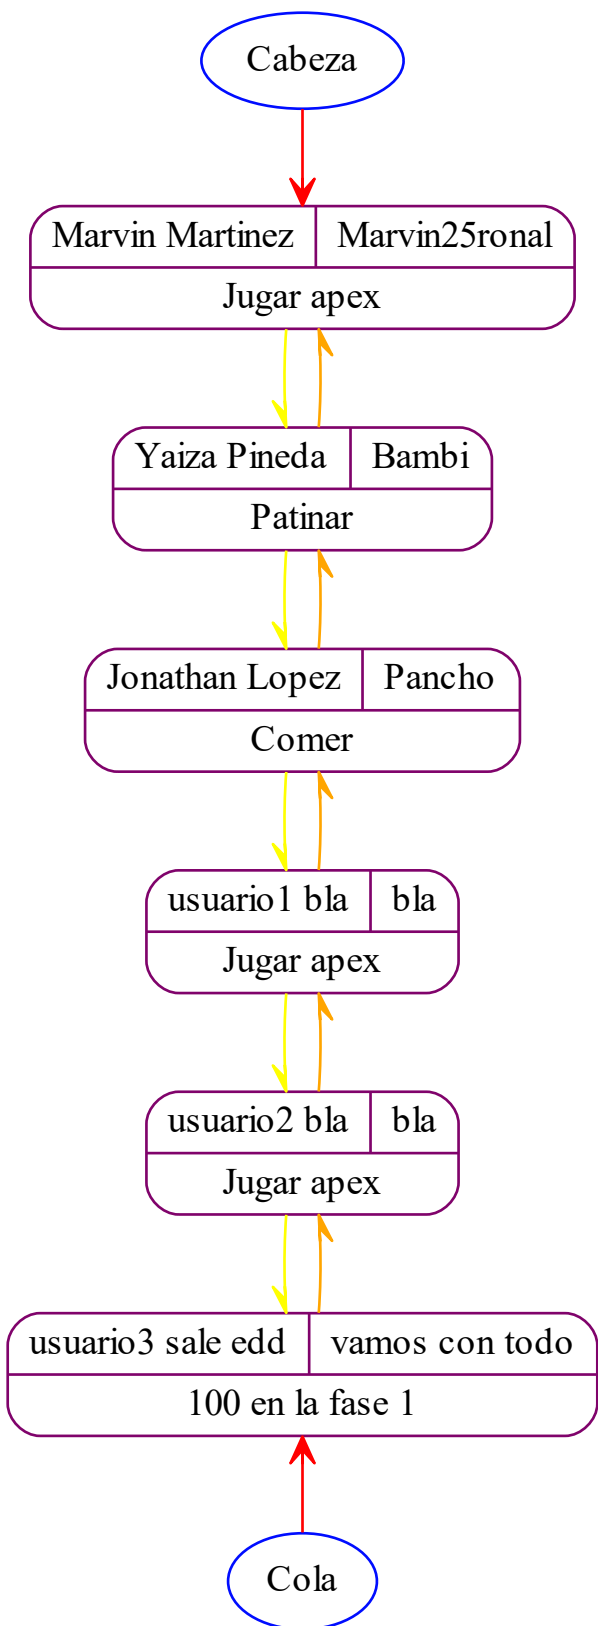 Cabeza
Marvin Martinez Marvin25ronal
Jugar apex
Yaiza Pineda Bambi
Patinar
Jonathan Lopez Pancho
Comer
usuario1 bla bla
Jugar apex
usuario2 bla bla
Jugar apex
usuario3 sale edd vamos con todo
100 en la fase 1
Cola